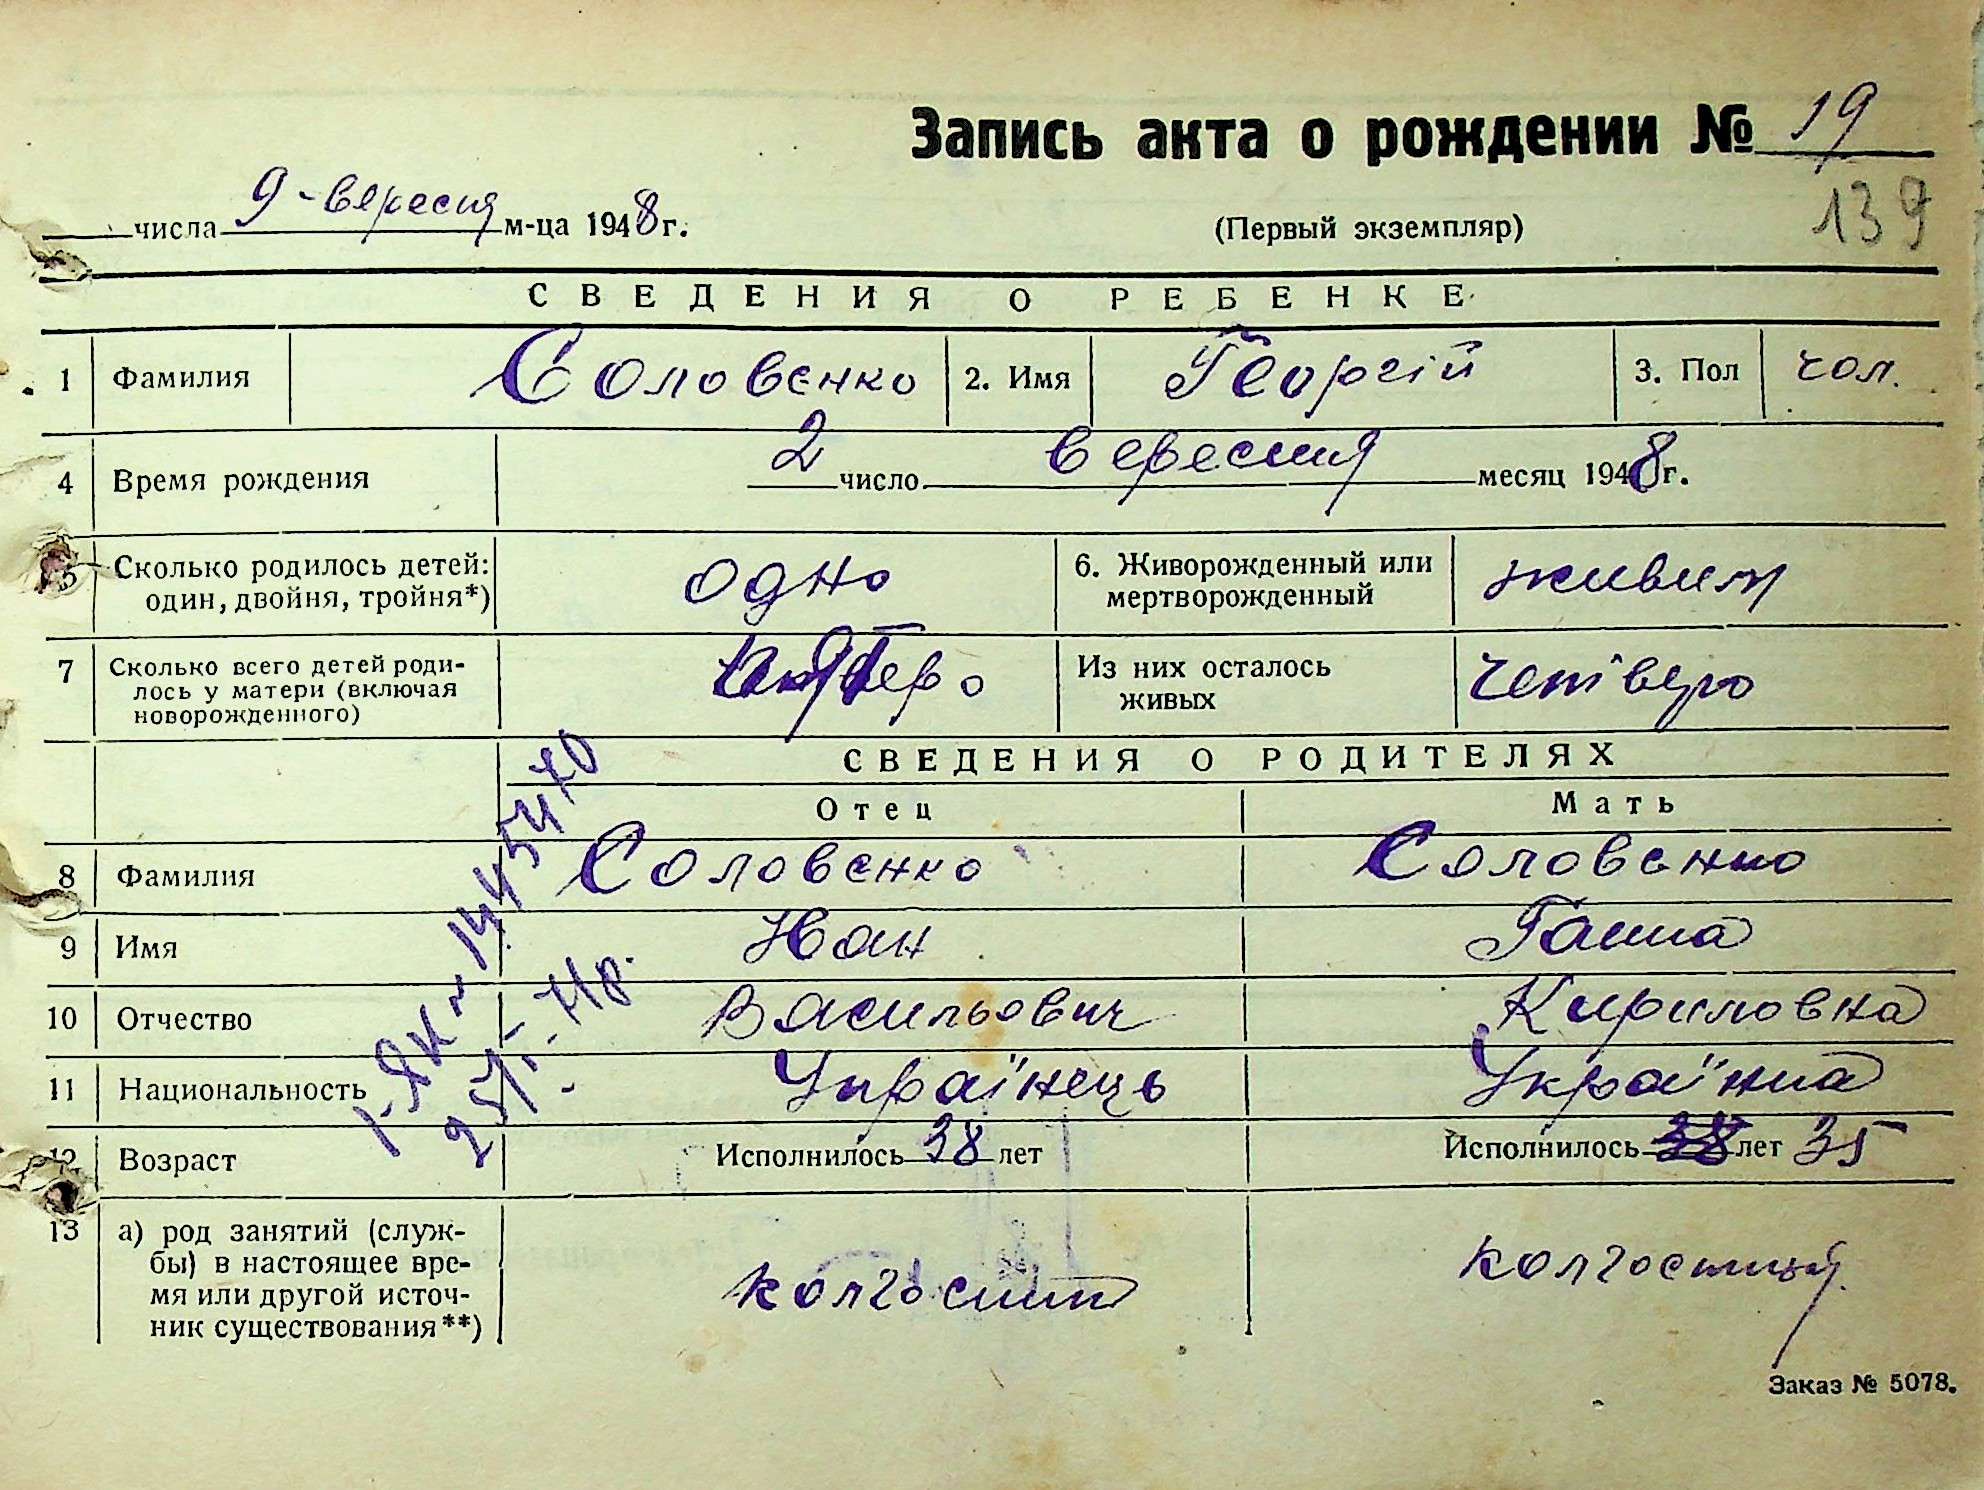 Запись акта о рождении № 19
числа 9-вересня м-ца 1948 г. (Первый экземпляр) 139
СВЕДЕНИЯ О РЕБЕНКЕ
1 Фамилия Соловенко 2. Имя Георгій 3. Пол чол.
4 Время рождения 2 число вересня месяц 1948 г.
5 Сколько родилось детей: один, двойня, тройня*) одно 6. Живорожденный или мертворожденный живим
7 Сколько всего детей родилось у матери (включая новорожденного) Из них осталось живых четверо
СВЕДЕНИЯ О РОДИТЕЛЯХ
Отец Мать
8 Фамилия Соловенко Соловенко
9 Имя Иван Ганна
10 Отчество Васильович Кириловна
11 Национальность Українець Українка
12 Возраст Исполнилось 38 лет Исполнилось 38 лет 35
13 а) род занятий (службы) в настоящее время или другой источник существования**) колгоспник колгоспниця
Заказ № 5078.